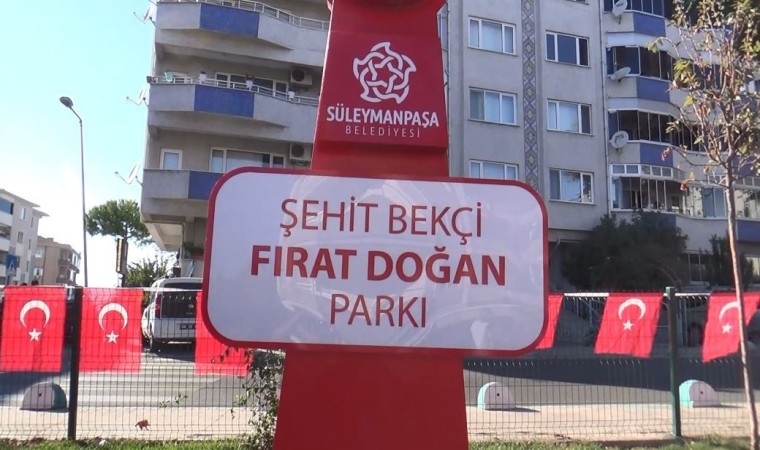 SÜLEYMANPAŞA
BELEDİYESİ
ŞEHİT BEKÇİ
FIRAT DOĞAN
PARKI